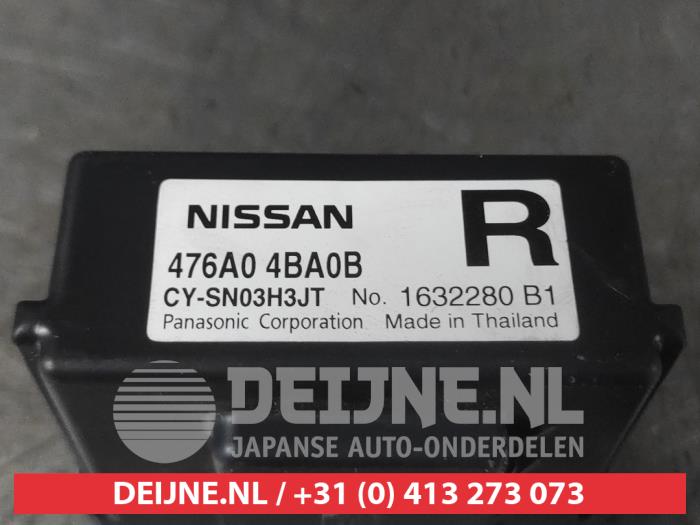 NISSAN
R
476A0 4BA0B
CY-SN03H3JT No. 1632280 B1
Panasonic Corporation Made in Thailand
DEIJNE.NL
JAPANSE AUTO-ONDERDELEN
DEIJNE.NL / +31 (0) 413 273 073